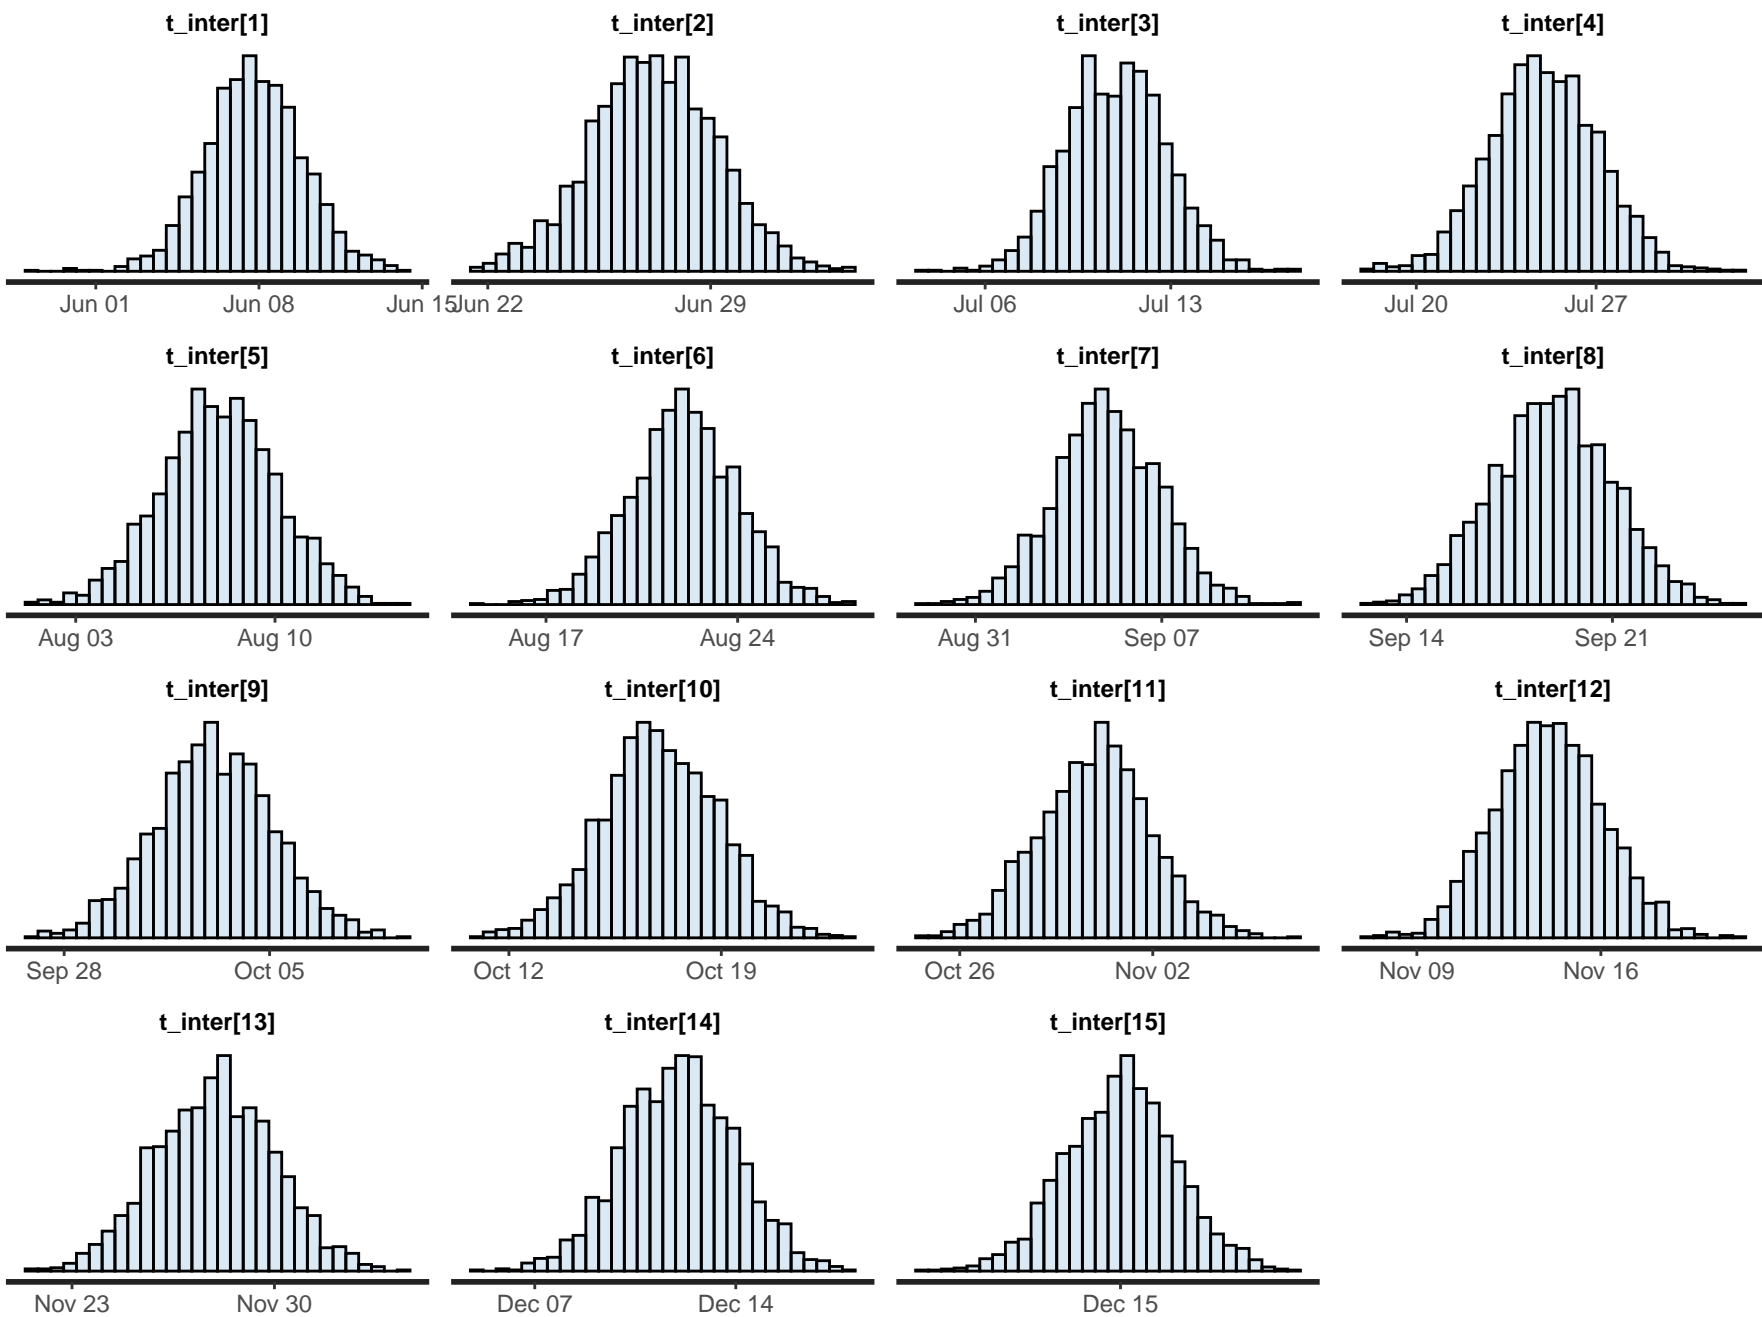 t_inter[1] t_inter[2] t_inter[3] t_inter[4]
Jun 01 Jun 08 Jun 15 Jun 22 Jun 29 Jul 06 Jul 13 Jul 20 Jul 27
t_inter[5] t_inter[6] t_inter[7] t_inter[8]
Aug 03 Aug 10 Aug 17 Aug 24 Aug 31 Sep 07 Sep 14 Sep 21
t_inter[9] t_inter[10] t_inter[11] t_inter[12]
Sep 28 Oct 05 Oct 12 Oct 19 Oct 26 Nov 02 Nov 09 Nov 16
t_inter[13] t_inter[14] t_inter[15]
Nov 23 Nov 30 Dec 07 Dec 14 Dec 15